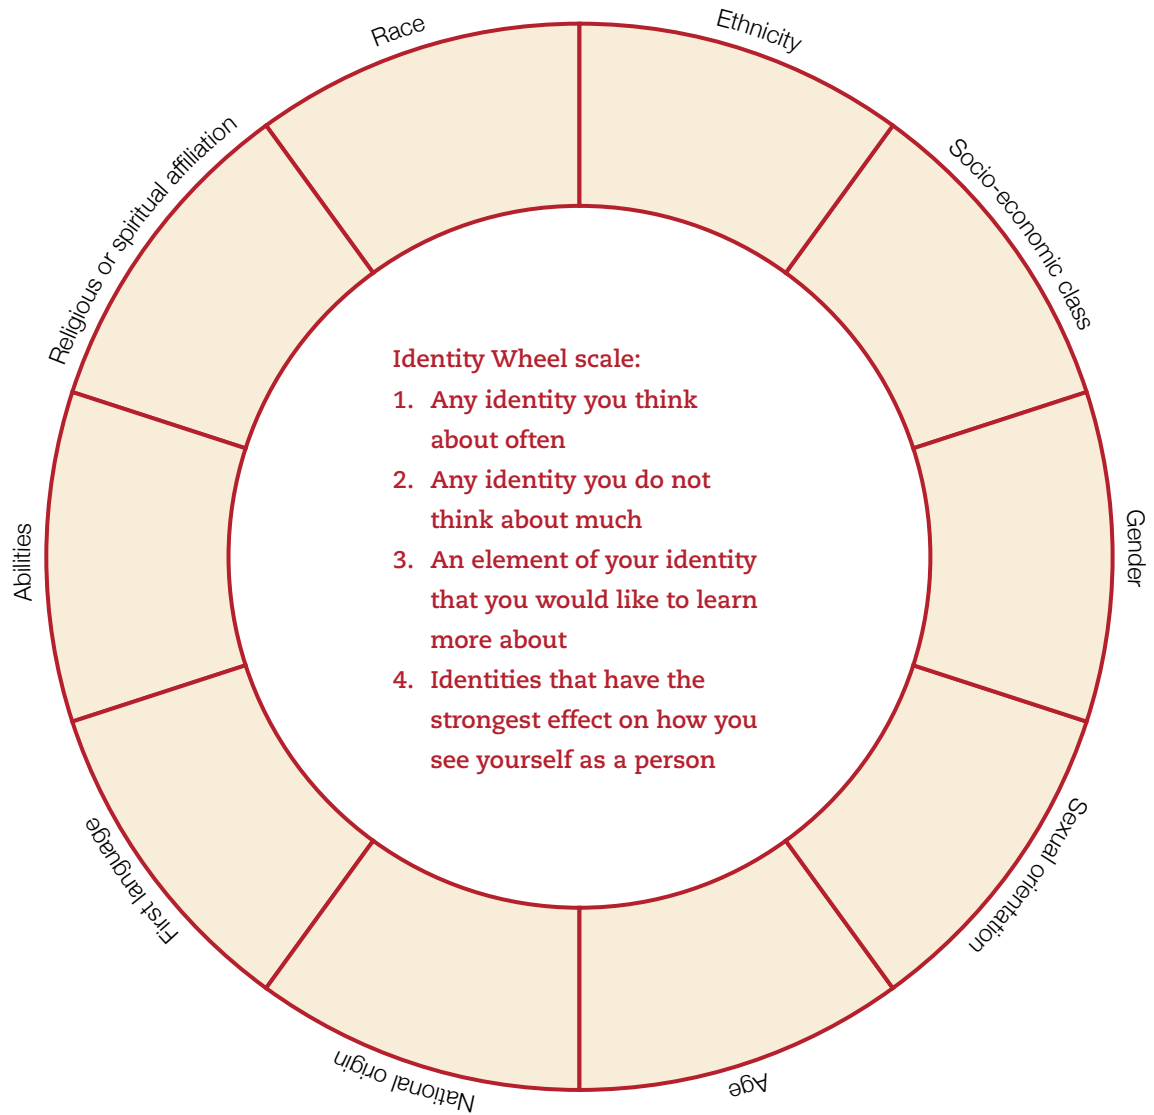 Race
Ethnicity
Socio-economic class
Gender
Sexual orientation
Age
National origin
First language
Abilities
Religious or spiritual affiliation
Identity Wheel scale:
1. Any identity you think
about often
2. Any identity you do not
think about much
3. An element of your identity
that you would like to learn
more about
4. Identities that have the
strongest effect on how you
see yourself as a person